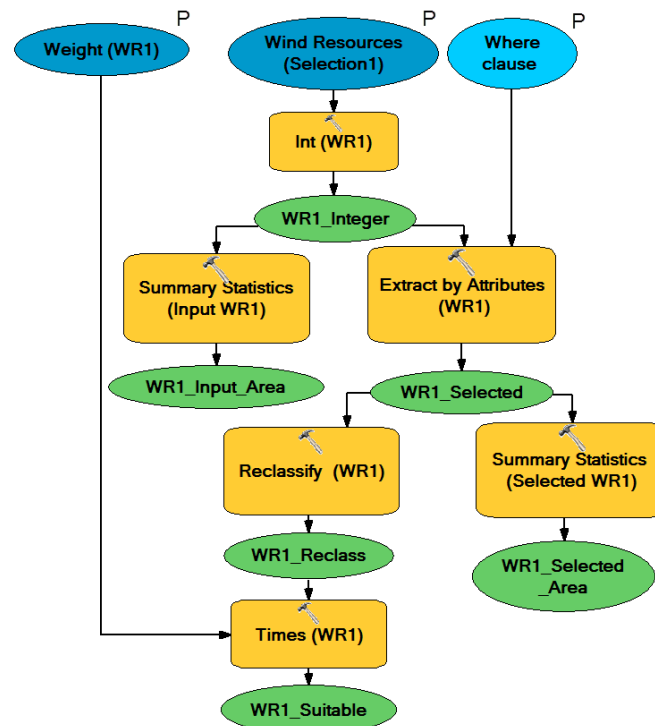 P
P
P
Weight (WR1)
Wind Resources
(Selection1)
Where
clause
Int (WR1)
WR1_Integer
Summary Statistics
(Input WR1)
Extract by Attributes
(WR1)
WR1_Input_Area
WR1_Selected
Reclassify  (WR1)
Summary Statistics
(Selected WR1)
WR1_Reclass
WR1_Selected
_Area
Times (WR1)
WR1_Suitable